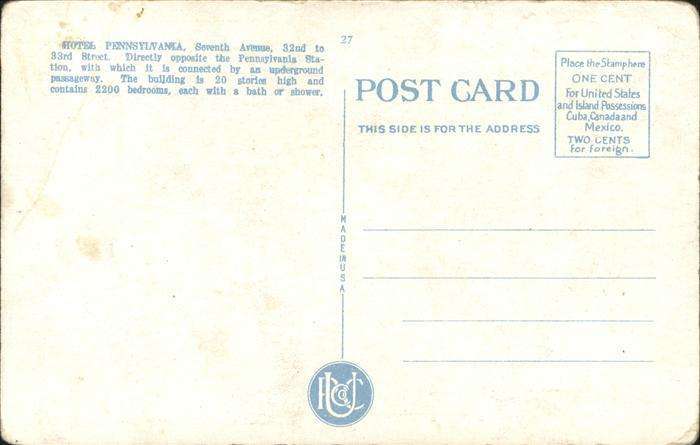 HOTEL PENNSYLVANIA, Seventh Avenue, 32nd to
33rd Street. Directly opposite the Pennsylvania Sta-
tion, with which it is connected by an underground
passageway. The building is 20 stories high and
contains 2200 bedrooms, each with a bath or shower.
27
POST CARD
THIS SIDE IS FOR THE ADDRESS
Place the Stamp here
ONE CENT
For United States
and Island Possessions
Cuba, Canada and
Mexico.
TWO CENTS
for foreign.
MADE IN USA